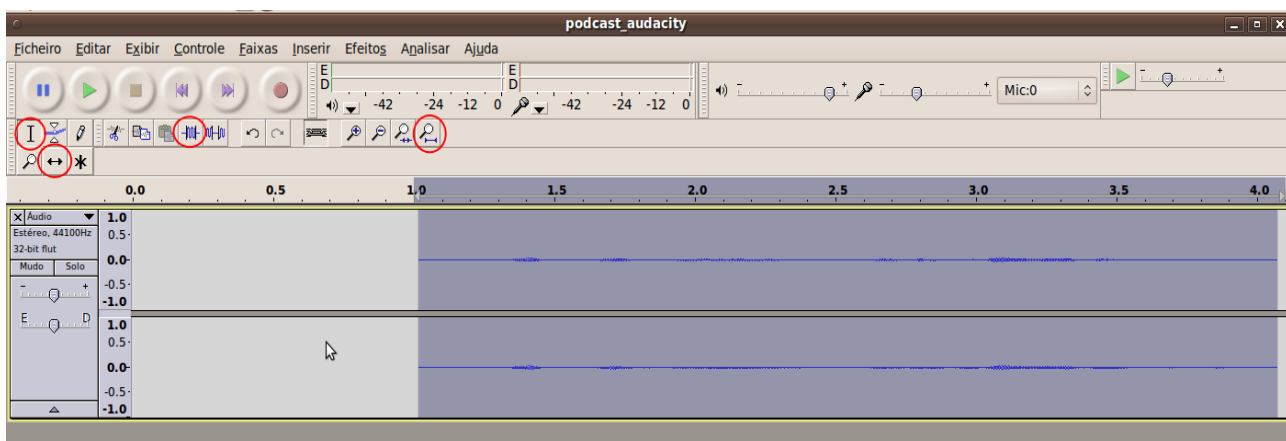 podcast_audacity
Ficheiro Editar Exibir Controle Faixas Inserir Efeitos Analisar Ajuda
E E
D D
-42 -24 -12 0 -42 -24 -12 0 - + - + Mic:0 - +
0.0 0.5 1.0 1.5 2.0 2.5 3.0 3.5 4.0
X Áudio 1.0
Estéreo, 44100Hz 0.5
32-bit flut
Mudo Solo 0.0
- + -0.5
-1.0
E D 1.0
0.5
0.0
-0.5
-1.0